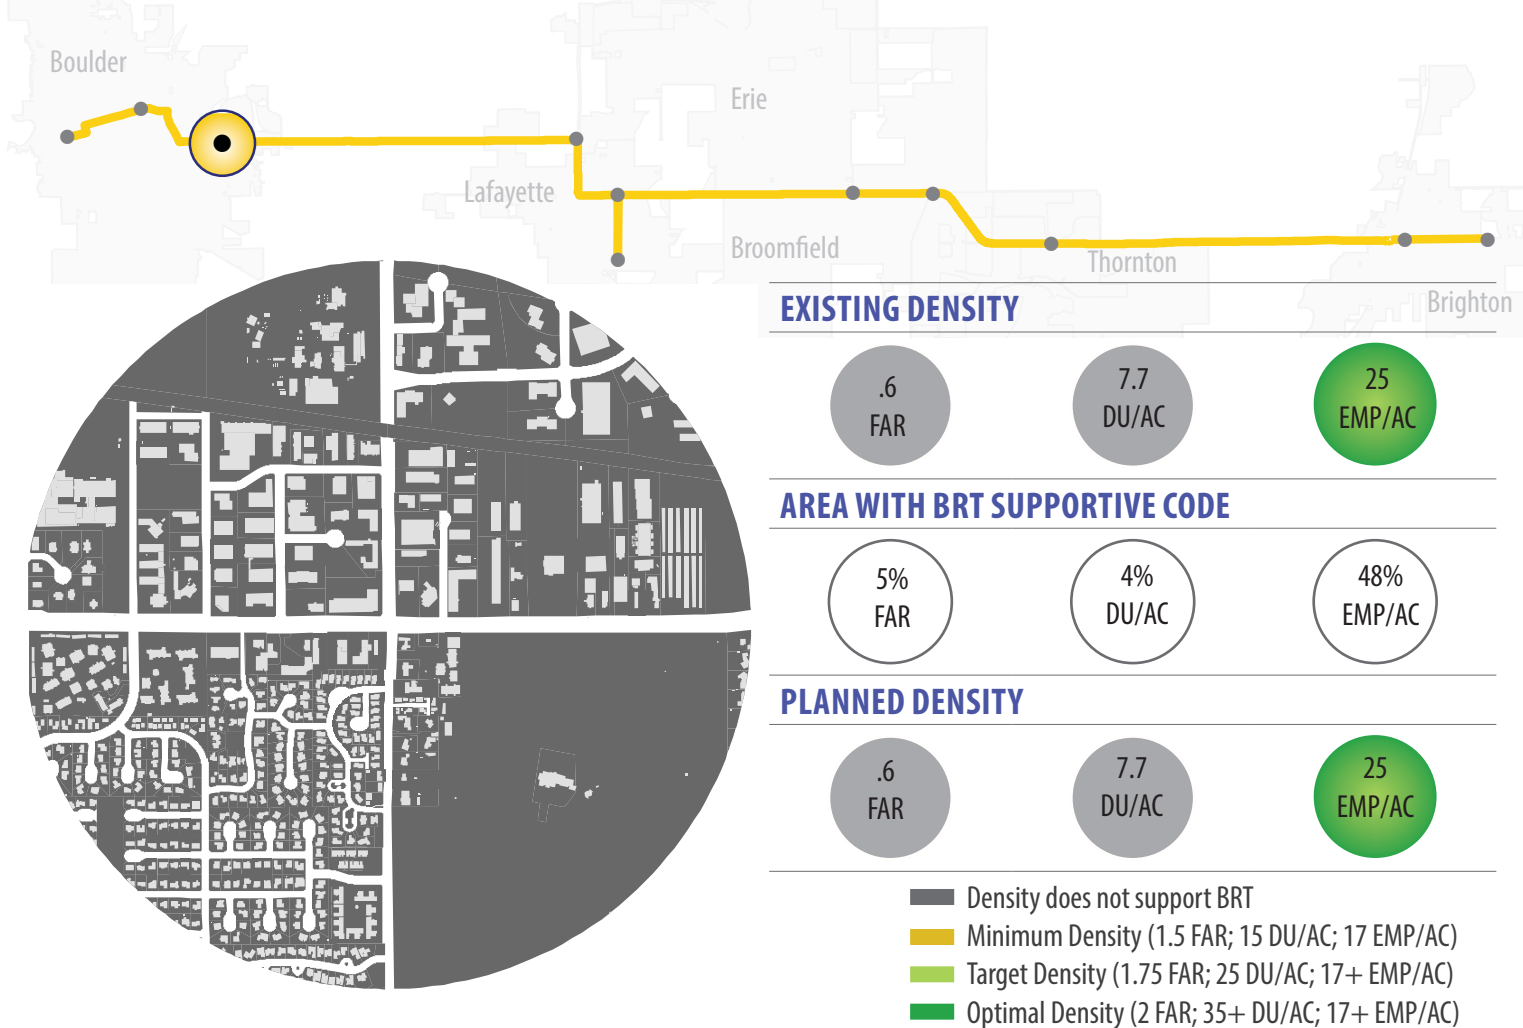 Boulder
Erie
Lafayette
Broomfield
Thornton
Brighton
EXISTING DENSITY
.6
FAR
7.7
DU/AC
25
EMP/AC
AREA WITH BRT SUPPORTIVE CODE
5%
FAR
4%
DU/AC
48%
EMP/AC
PLANNED DENSITY
.6
FAR
7.7
DU/AC
25
EMP/AC
Density does not support BRT
Minimum Density (1.5 FAR; 15 DU/AC; 17 EMP/AC)
Target Density (1.75 FAR; 25 DU/AC; 17+ EMP/AC)
Optimal Density (2 FAR; 35+ DU/AC; 17+ EMP/AC)